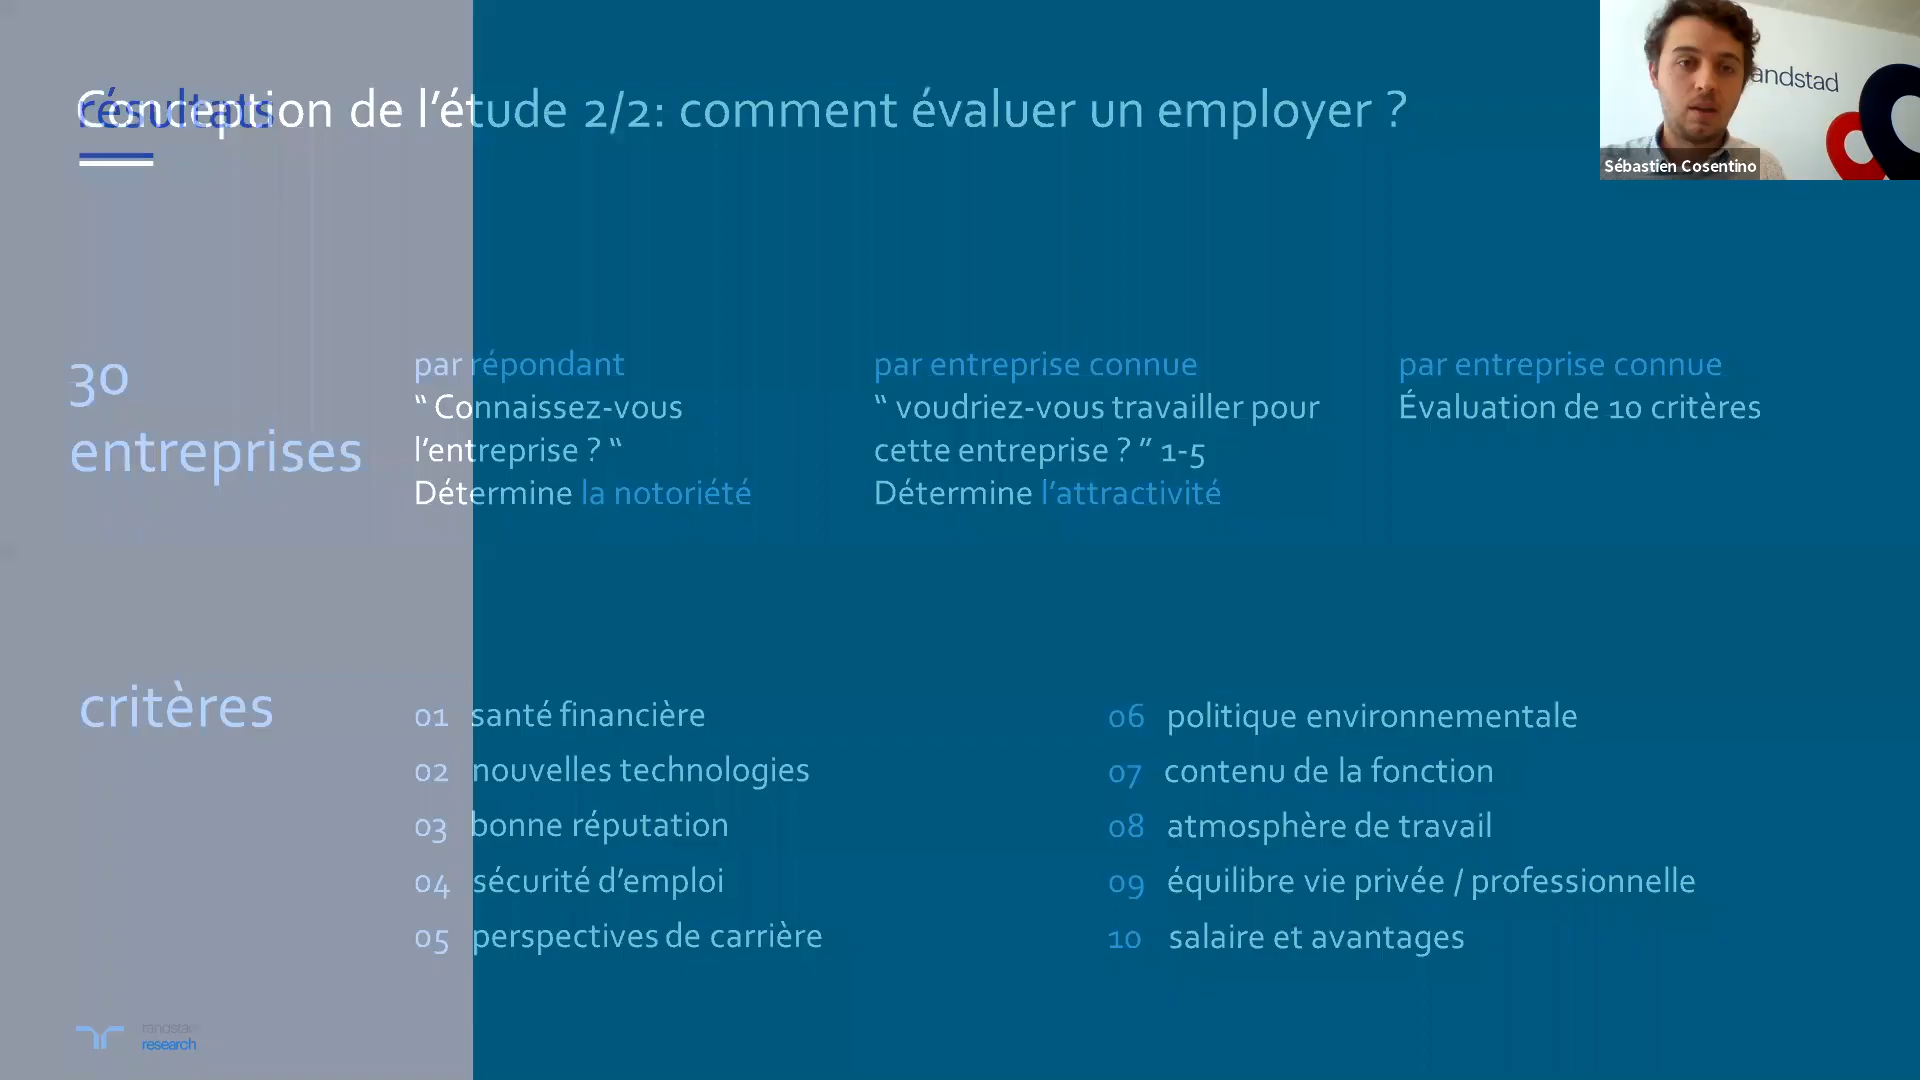 résultats
Conception de l’étude 2/2: comment évaluer un employer ?
randstad
Sébastien Cosentino
30
entreprises
par répondant
“ Connaissez-vous
l’entreprise ? “
Détermine la notoriété
par entreprise connue
“ voudriez-vous travailler pour
cette entreprise ? ” 1-5
Détermine l’attractivité
par entreprise connue
Évaluation de 10 critères
critères
01 santé financière
02 nouvelles technologies
03 bonne réputation
04 sécurité d’emploi
05 perspectives de carrière
06 politique environnementale
07 contenu de la fonction
08 atmosphère de travail
09 équilibre vie privée / professionnelle
10 salaire et avantages
randstad
research